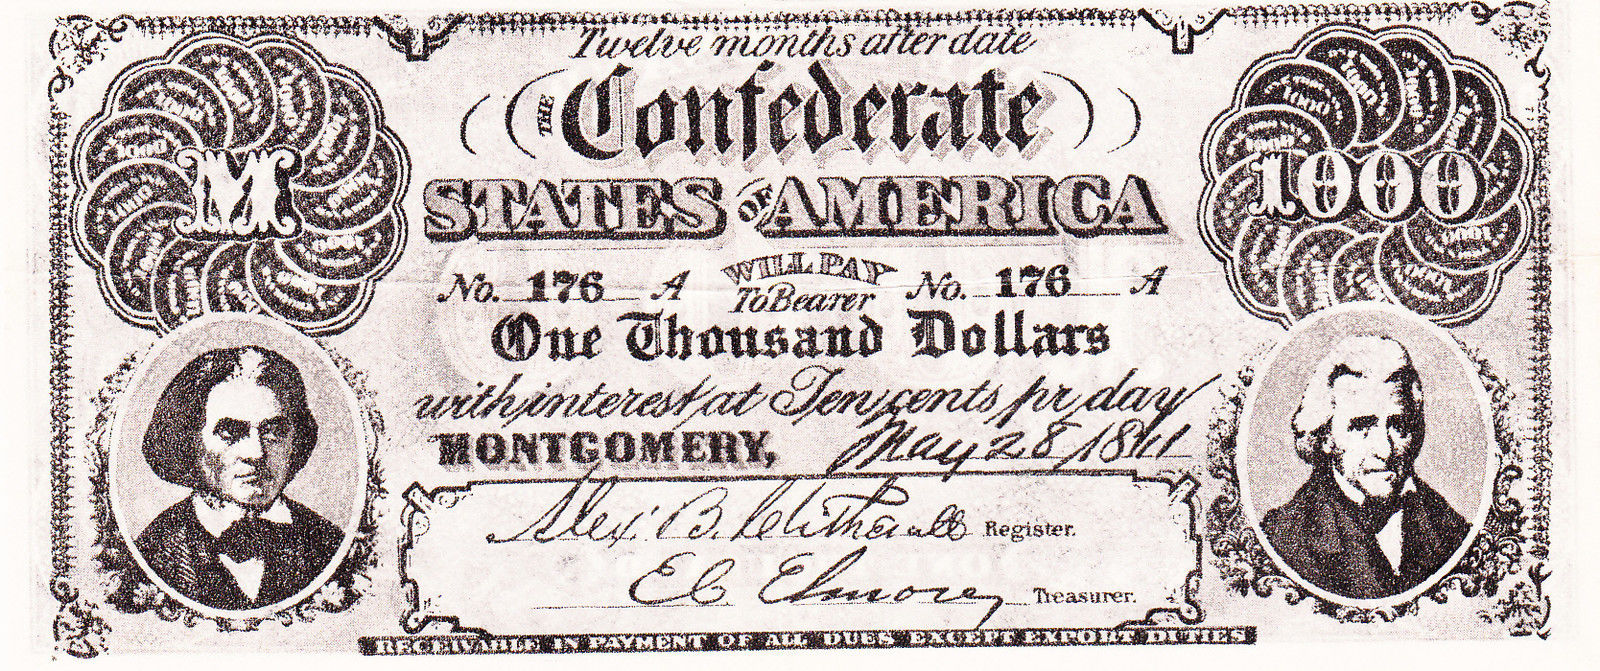 Twelve months after date
THE Confederate
STATES OF AMERICA
No. 176 A WILL PAY No. 176 A
To Bearer
One Thousand Dollars
with interest at Ten cents pr day
MONTGOMERY, May 28, 1861
M
1000
Alex. B. Clitherall Register.
E C Elmore, Treasurer.
RECEIVABLE IN PAYMENT OF ALL DUES EXCEPT EXPORT DUTIES